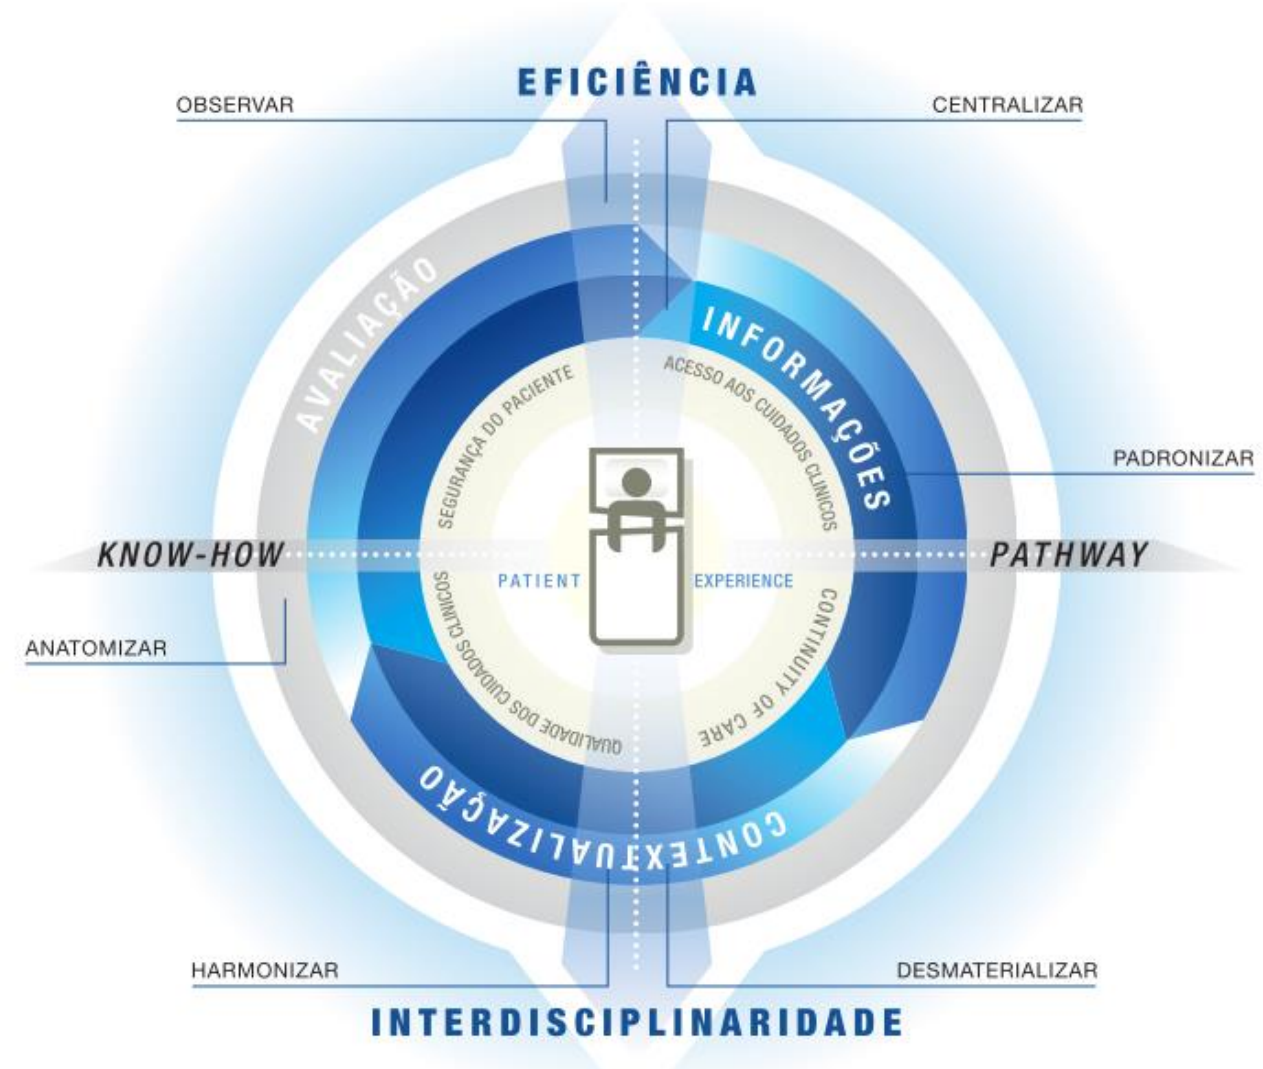 EFICIÊNCIA
OBSERVAR
CENTRALIZAR
AVALIAÇÃO
INFORMAÇÕES
SEGURANÇA DO PACIENTE
ACESSO AOS CUIDADOS CLINICOS
PADRONIZAR
KNOW-HOW
PATHWAY
PATIENT
EXPERIENCE
ANATOMIZAR
QUALIDADE DOS CUIDADOS CLINICOS
CONTINUITY OF CARE
CONTEXTUALIZAÇÃO
HARMONIZAR
DESMATERIALIZAR
INTERDISCIPLINARIDADE